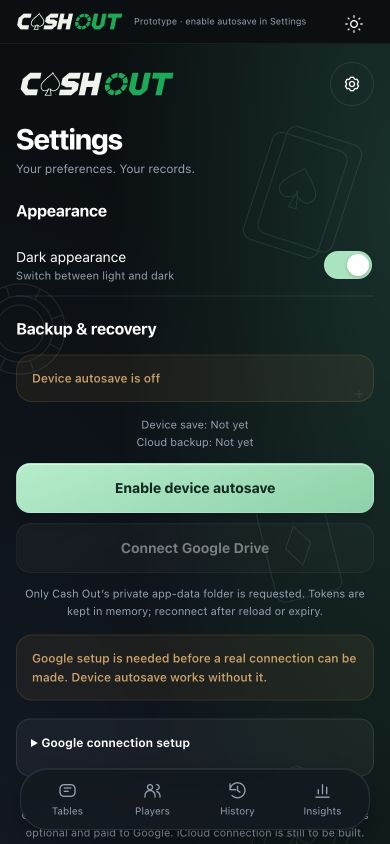 CASHOUT Prototype · enable autosave in Settings
CASHOUT
Settings
Your preferences. Your records.
Appearance
Dark appearance
Switch between light and dark
Backup & recovery
Device autosave is off
Device save: Not yet
Cloud backup: Not yet
Enable device autosave
Connect Google Drive
Only Cash Out's private app-data folder is requested. Tokens are
kept in memory; reconnect after reload or expiry.
Google setup is needed before a real connection can be
made. Device autosave works without it.
Google connection setup
Tables Players History Insights
optional and paid to Google. iCloud connection is still to be built.